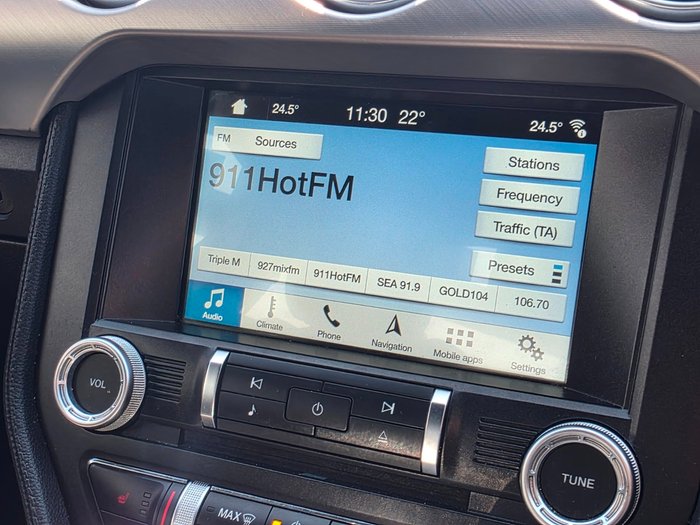 24.5° 11:30 22° 24.5°
FM Sources
Stations
911HotFM
Frequency
Traffic (TA)
Presets
Triple M 927mixfm 911HotFM SEA 91.9 GOLD104 106.70
Audio Climate Phone Navigation Mobile apps Settings
VOL
TUNE
MAX